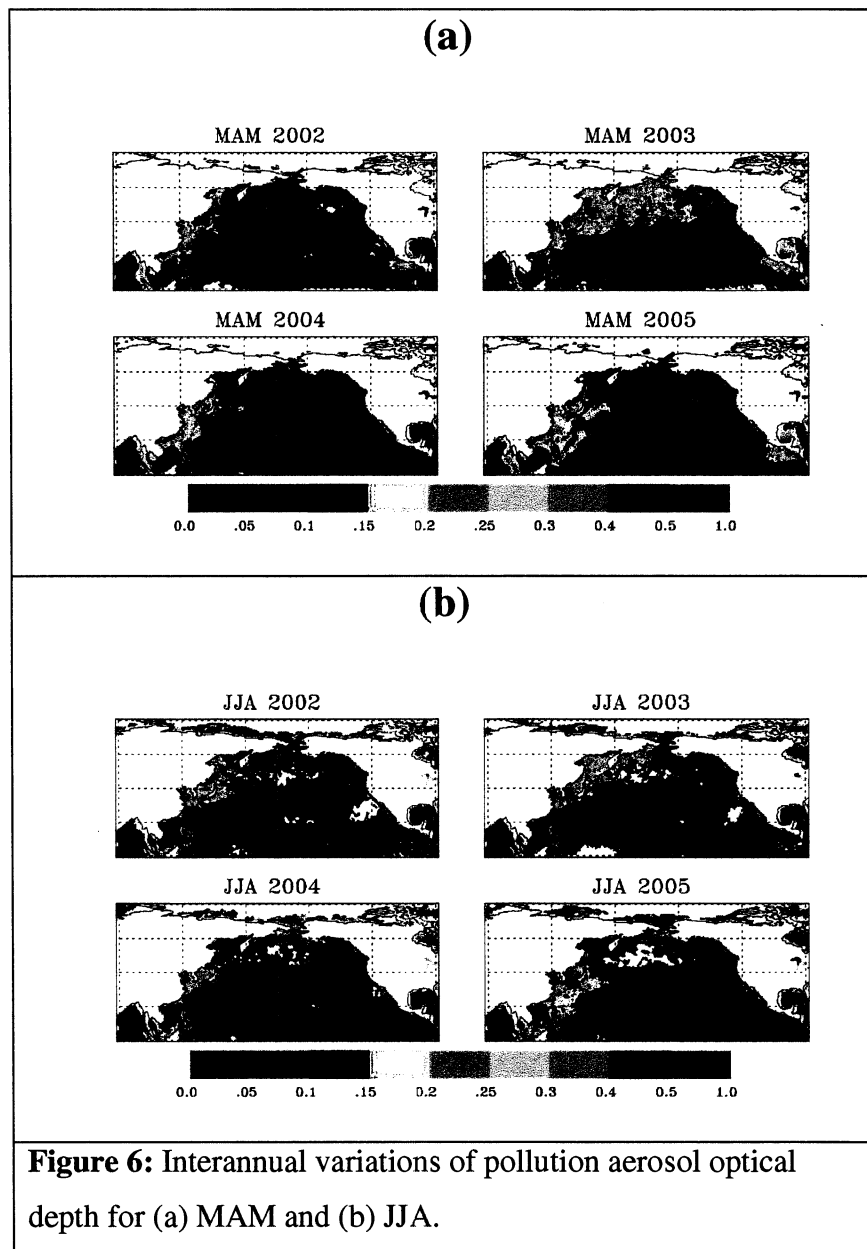 (a)
MAM 2002 MAM 2003
MAM 2004 MAM 2005
0.0 .05 0.1 .15 0.2 .25 0.3 0.4 0.5 1.0
(b)
JJA 2002 JJA 2003
JJA 2004 JJA 2005
0.0 .05 0.1 .15 0.2 .25 0.3 0.4 0.5 1.0
Figure 6: Interannual variations of pollution aerosol optical
depth for (a) MAM and (b) JJA.